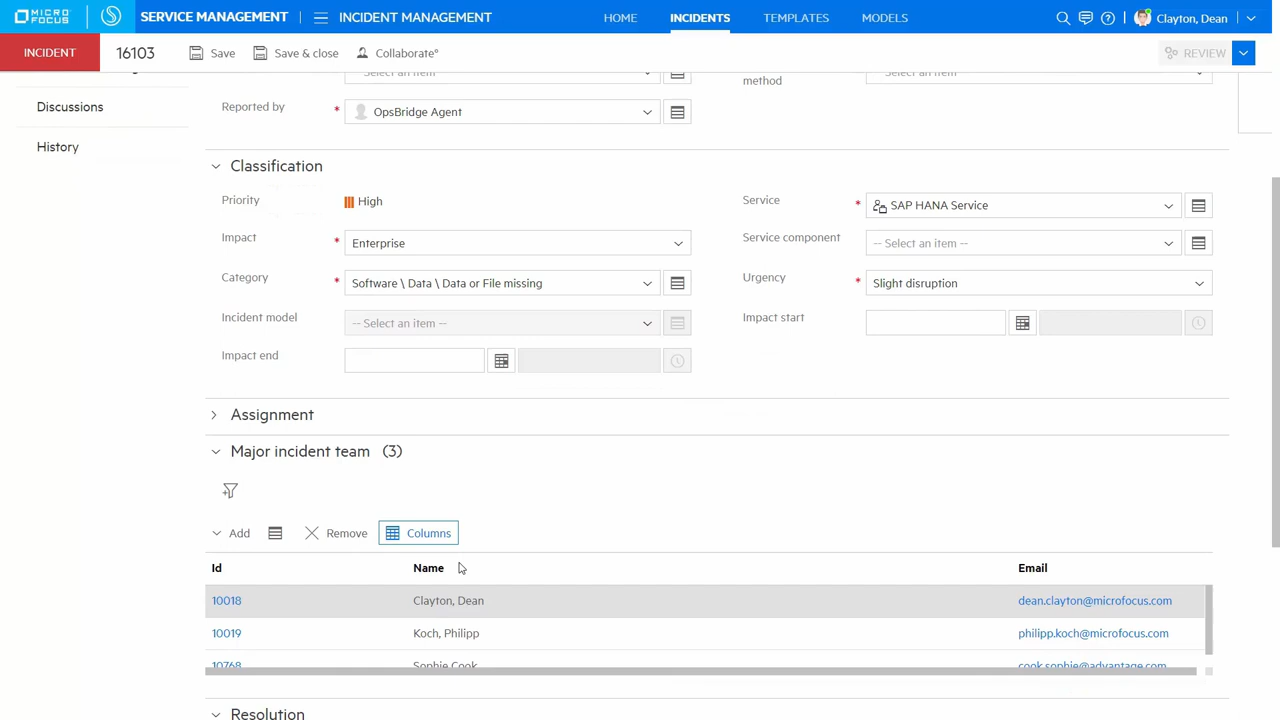 MICRO FOCUS
SERVICE MANAGEMENT
INCIDENT MANAGEMENT
HOME
INCIDENTS
TEMPLATES
MODELS
Clayton, Dean
INCIDENT
16103
Save
Save & close
Collaborate°
REVIEW
-- Select an item --
method
-- Select an item --
Discussions
Reported by
*
OpsBridge Agent
History
Classification
Priority
High
Service
*
SAP HANA Service
Impact
*
Enterprise
Service component
-- Select an item --
Category
*
Software \ Data \ Data or File missing
Urgency
*
Slight disruption
Incident model
-- Select an item --
Impact start
Impact end
Assignment
Major incident team (3)
Add
Remove
Columns
Id
Name
Email
10018
Clayton, Dean
dean.clayton@microfocus.com
10019
Koch, Philipp
philipp.koch@microfocus.com
10768
Sophie Cook
cook.sophie@advantage.com
Resolution